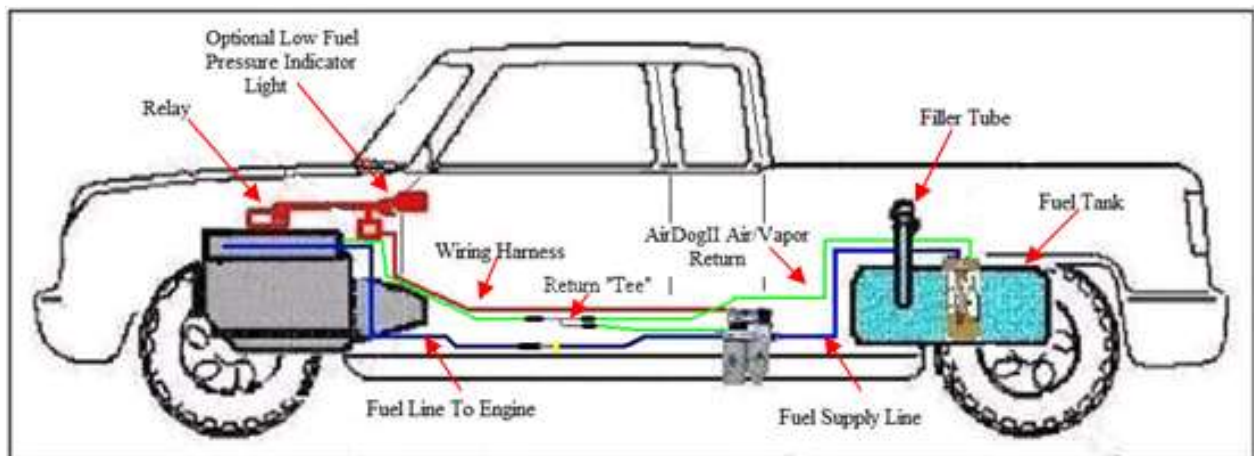 Optional Low Fuel
Pressure Indicator
Light
Relay
Filler Tube
Fuel Tank
AirDogII Air/Vapor
Return
Wiring Harness
Return "Tee"
Fuel Line To Engine
Fuel Supply Line